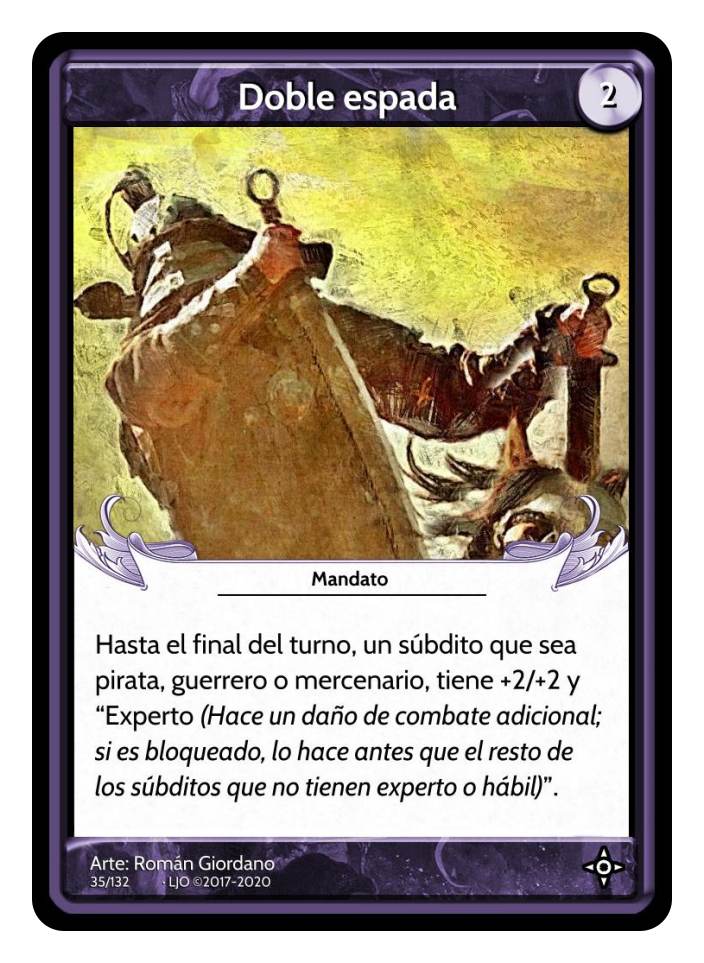 Doble espada
2
Mandato
Hasta el final del turno, un súbdito que sea
pirata, guerrero o mercenario, tiene +2/+2 y
“Experto (Hace un daño de combate adicional;
si es bloqueado, lo hace antes que el resto de
los súbditos que no tienen experto o hábil)”.
Arte: Román Giordano
35/132 · LJO ©2017-2020